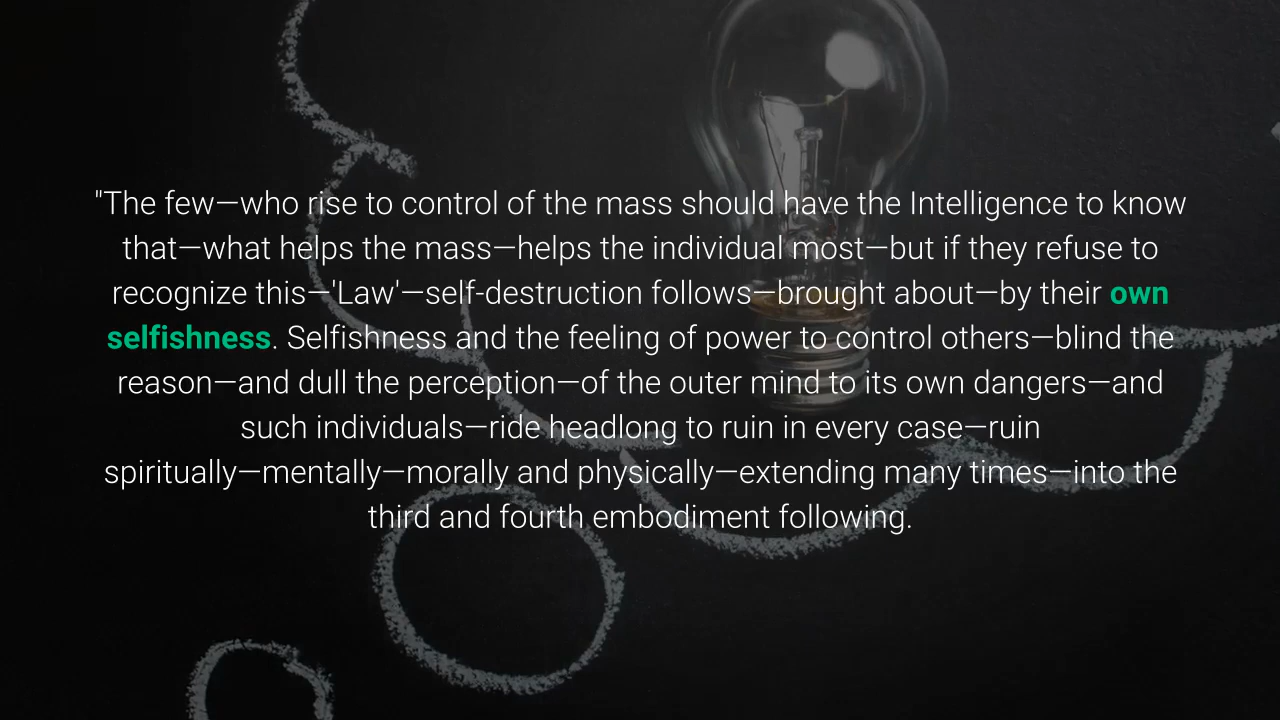 "The few—who rise to control of the mass should have the Intelligence to know
that—what helps the mass—helps the individual most—but if they refuse to
recognize this—'Law'—self-destruction follows—brought about—by their own
selfishness. Selfishness and the feeling of power to control others—blind the
reason—and dull the perception—of the outer mind to its own dangers—and
such individuals—ride headlong to ruin in every case—ruin
spiritually—mentally—morally and physically—extending many times—into the
third and fourth embodiment following.